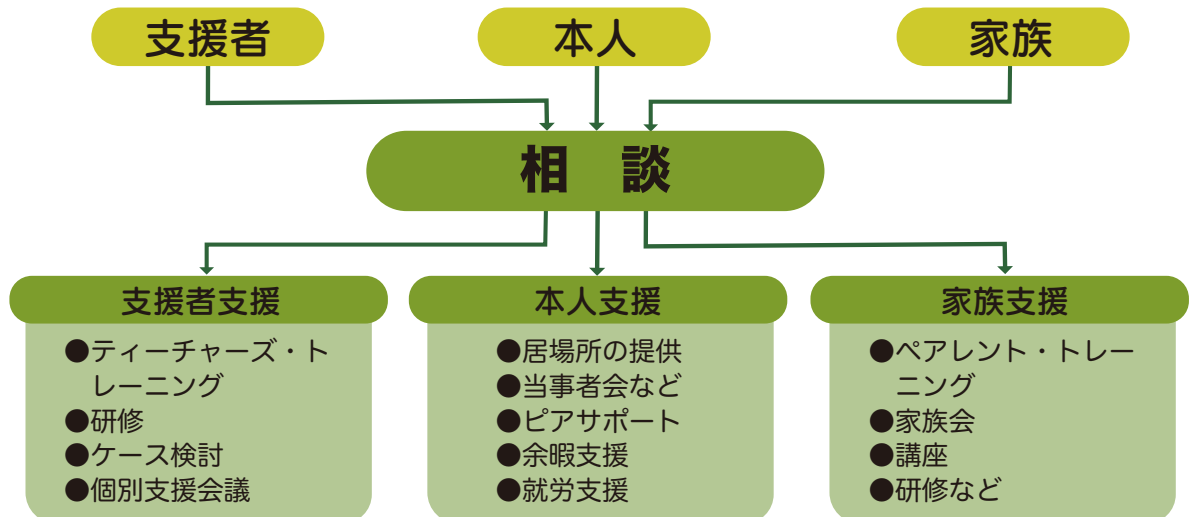 支援者
本人
家族
相　談
支援者支援
●ティーチャーズ・ト
レーニング
●研修
●ケース検討
●個別支援会議
本人支援
●居場所の提供
●当事者会など
●ピアサポート
●余暇支援
●就労支援
家族支援
●ペアレント・トレー
ニング
●家族会
●講座
●研修など